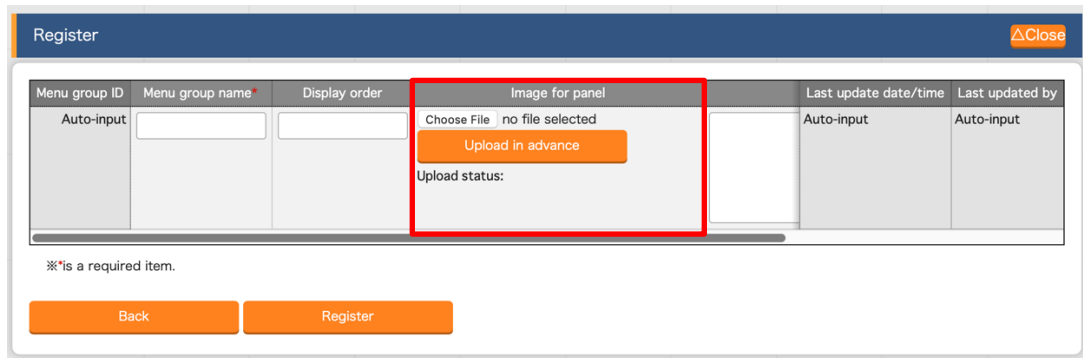 Register
△Close
Menu group ID Menu group name* Display order Image for panel Last update date/time Last updated by
Auto-input Choose File no file selected Auto-input Auto-input
Upload in advance
Upload status:
※*is a required item.
Back Register